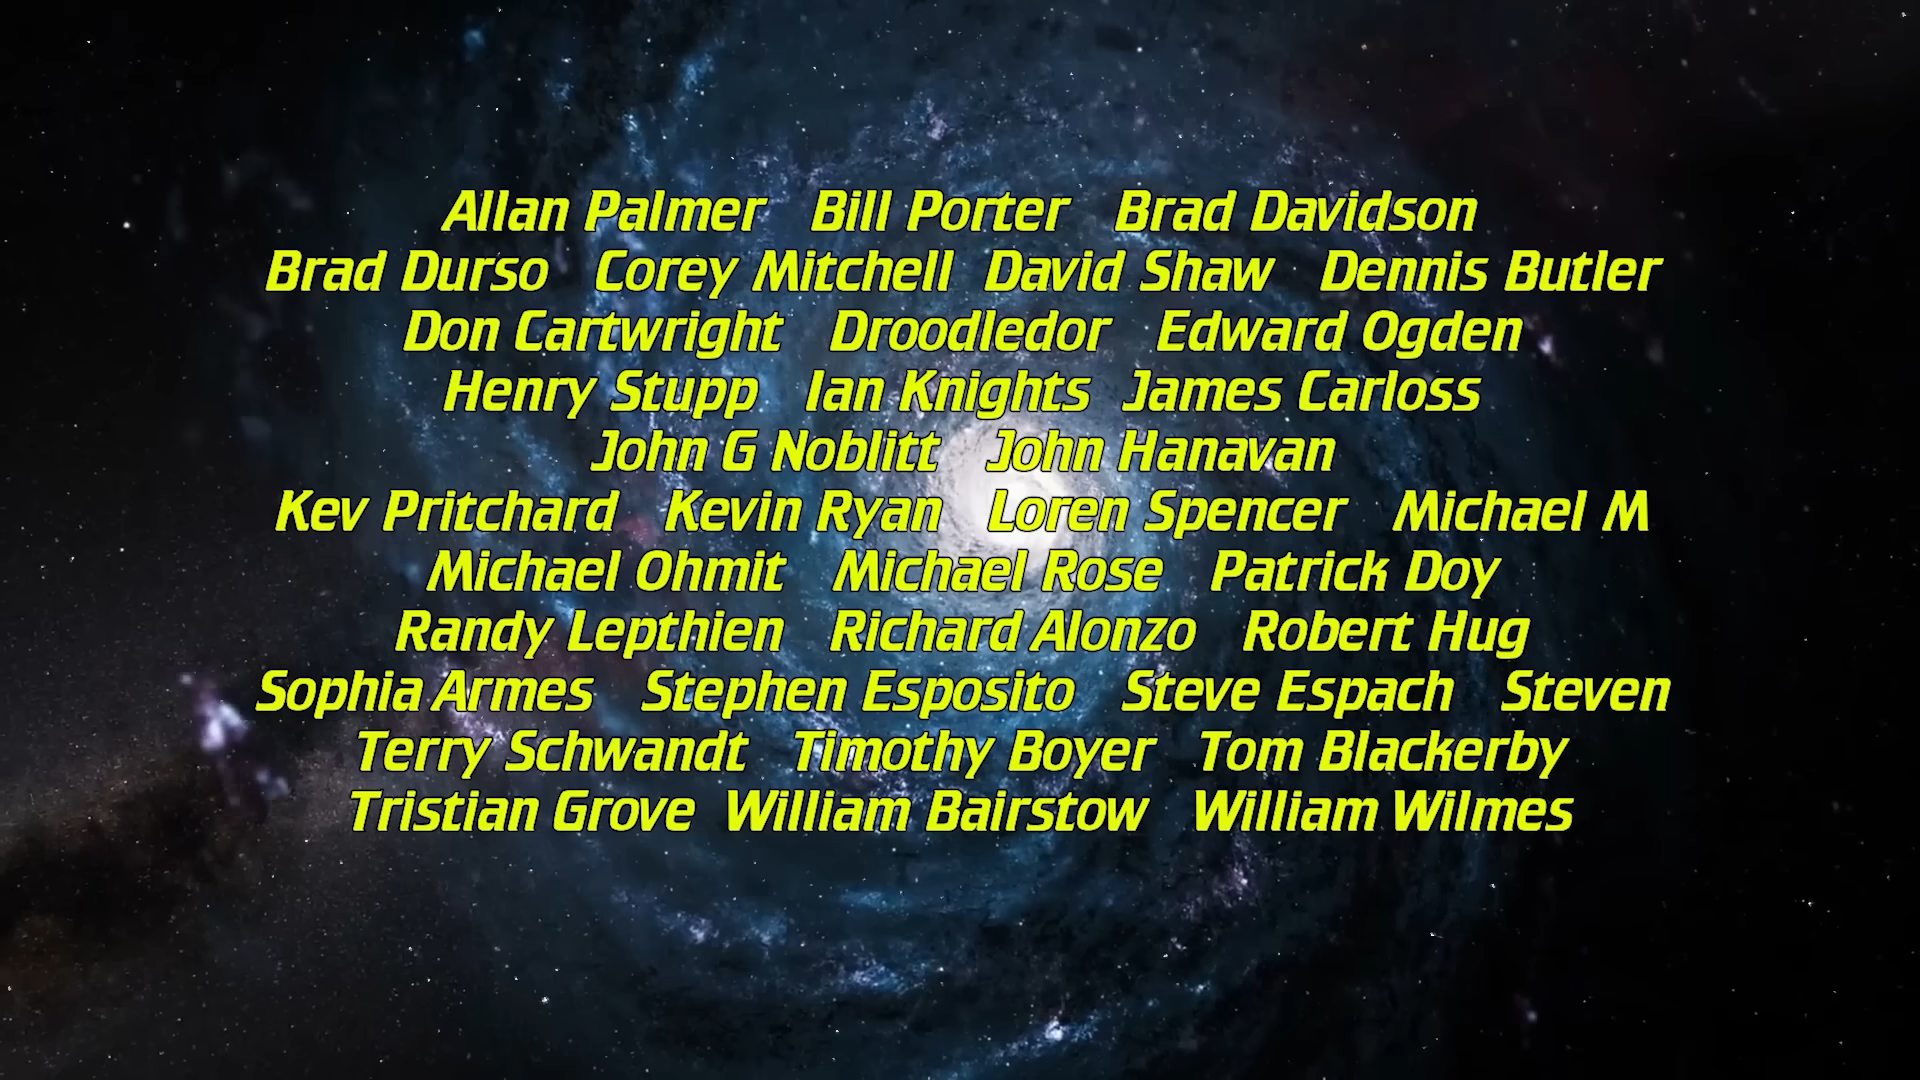 Allan Palmer Bill Porter Brad Davidson
Brad Durso Corey Mitchell David Shaw Dennis Butler
Don Cartwright Droodledor Edward Ogden
Henry Stupp Ian Knights James Carloss
John G Noblitt John Hanavan
Kev Pritchard Kevin Ryan Loren Spencer Michael M
Michael Ohmit Michael Rose Patrick Doy
Randy Lepthien Richard Alonzo Robert Hug
Sophia Armes Stephen Esposito Steve Espach Steven
Terry Schwandt Timothy Boyer Tom Blackerby
Tristian Grove William Bairstow William Wilmes